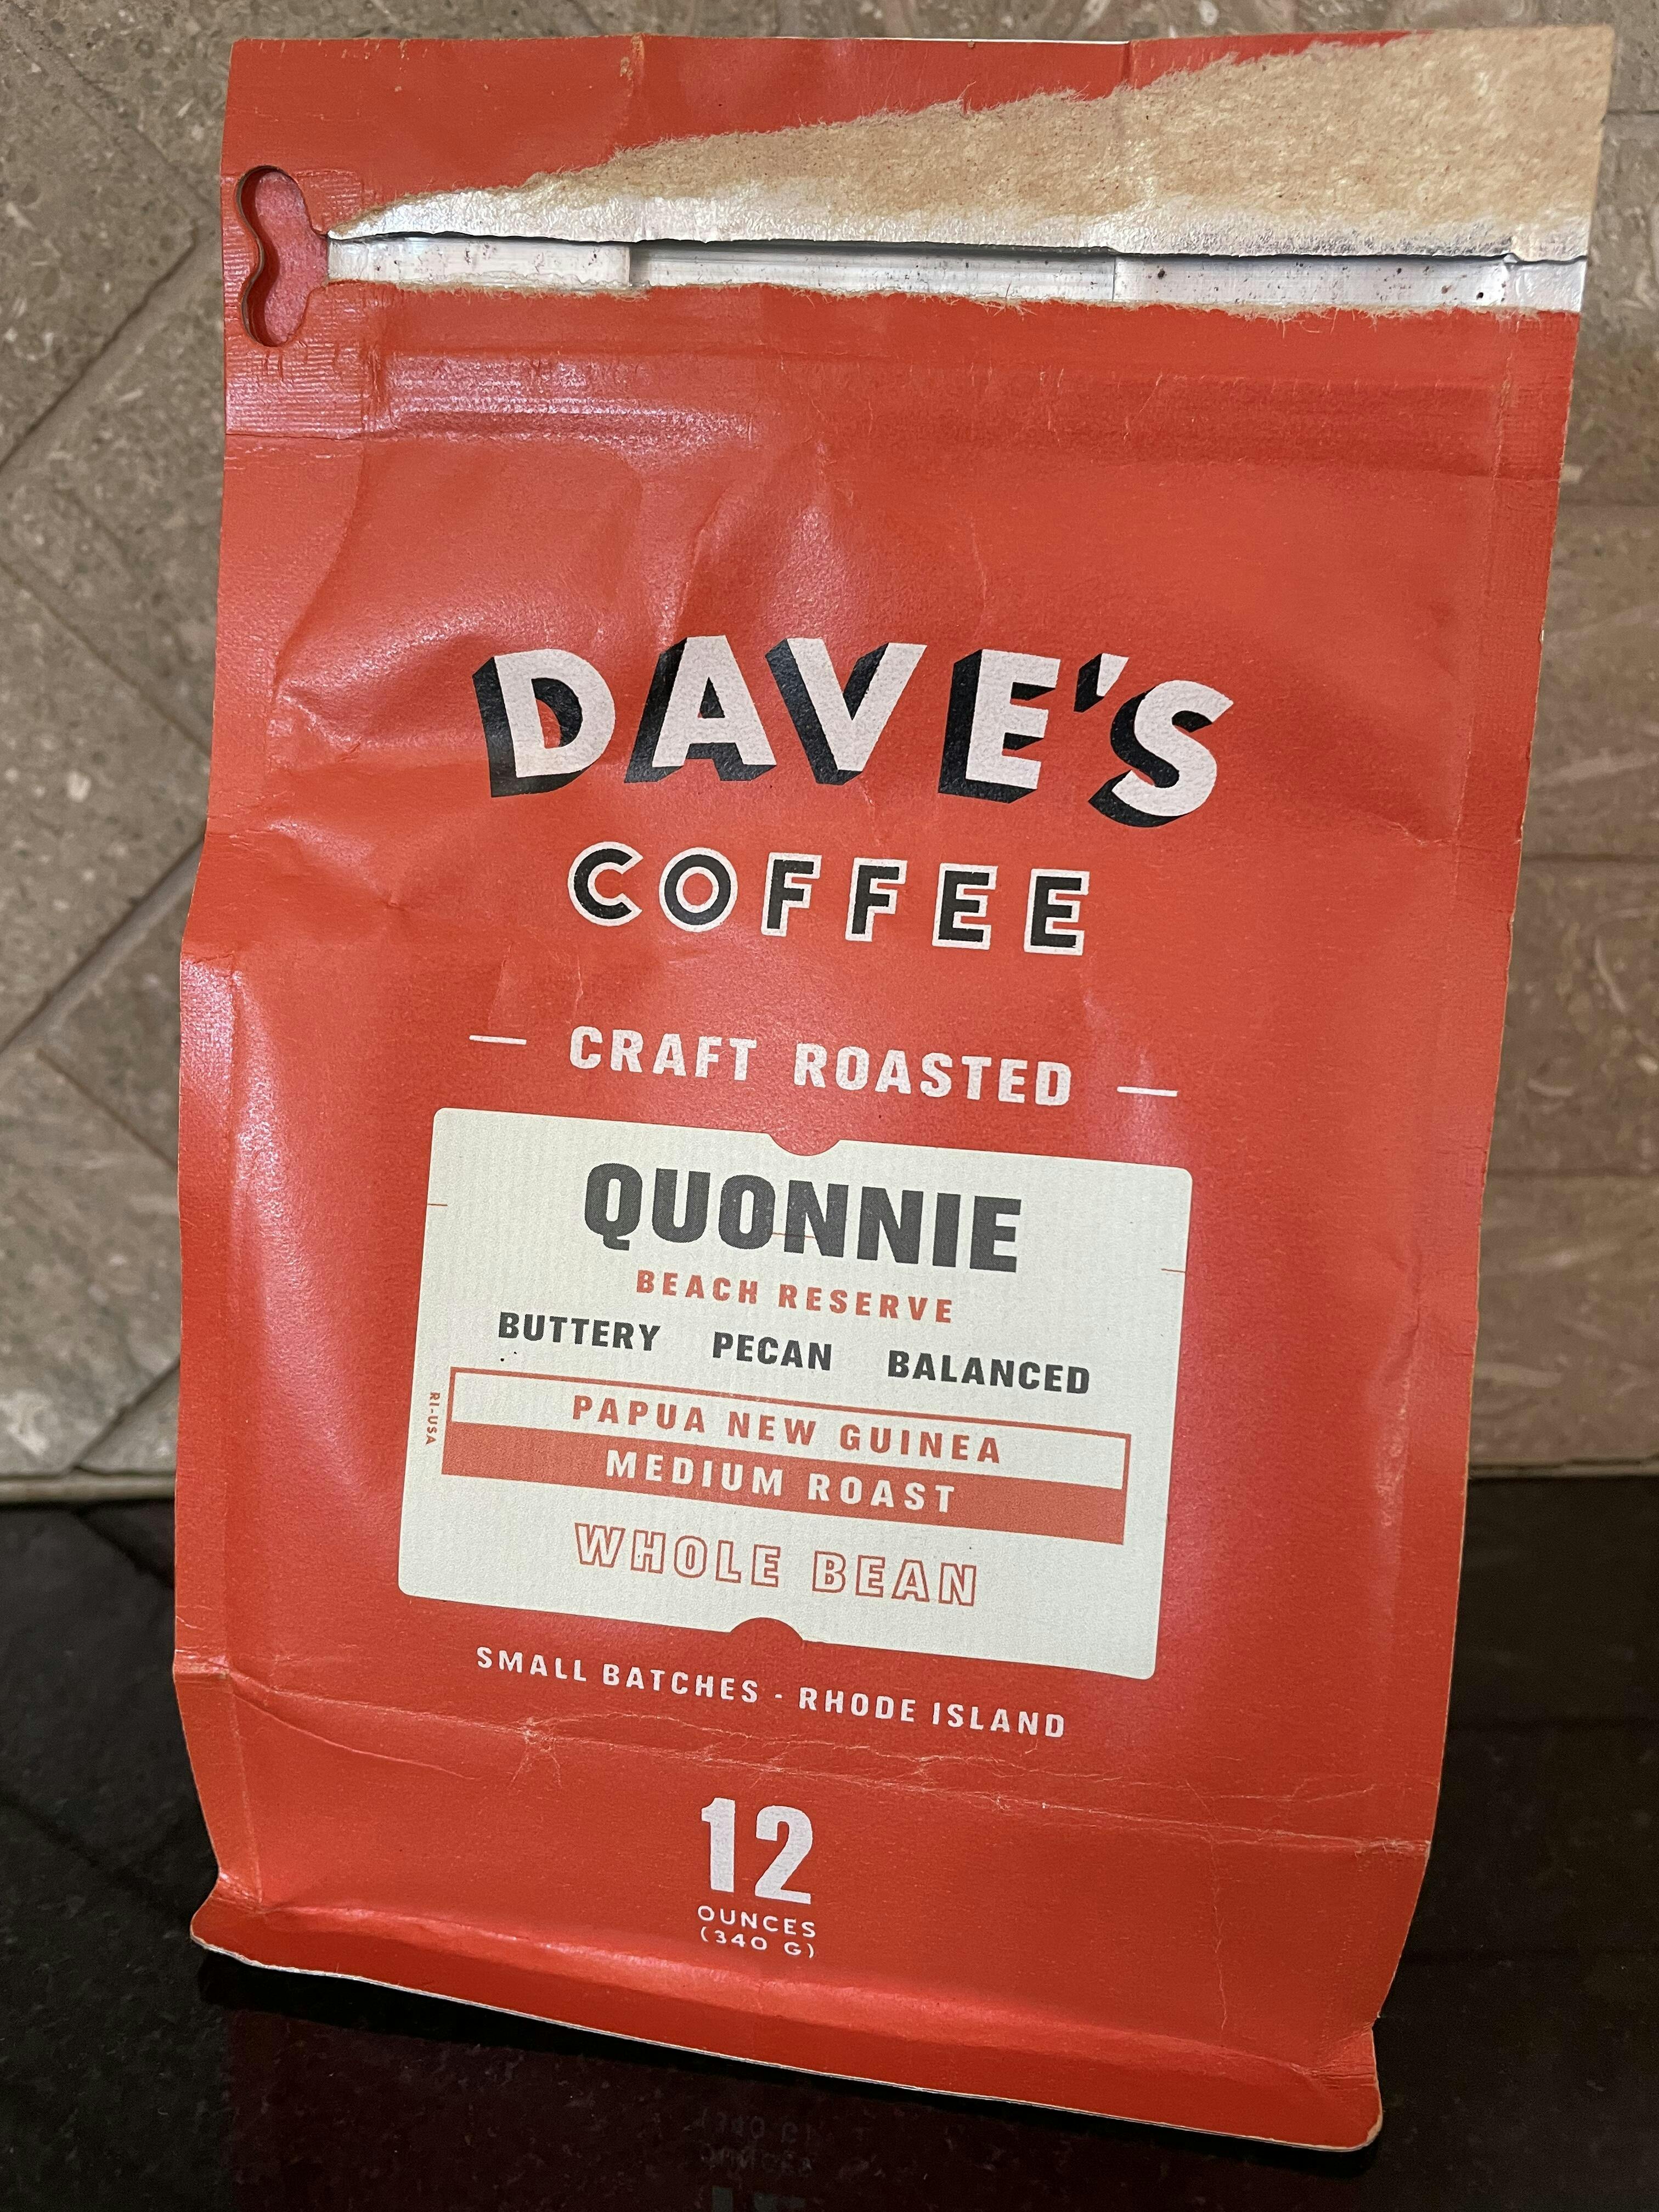 DAVE'S
COFFEE
CRAFT ROASTED
QUONNIE
BEACH RESERVE
BUTTERY PECAN BALANCED
PAPUA NEW GUINEA
MEDIUM ROAST
WHOLE BEAN
RI-USA
SMALL BATCHES - RHODE ISLAND
12
OUNCES
(340 G)